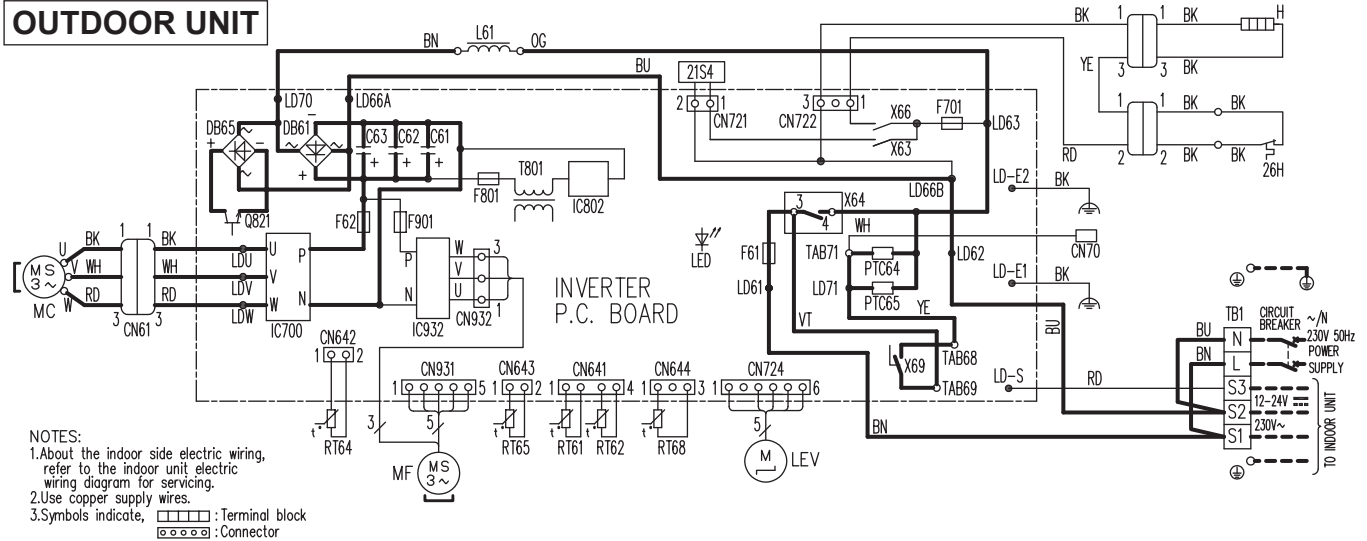 OUTDOOR UNIT
BN L61 OG
BU
BK 1 1 BK H
YE 3 3 BK
1 1 BK BK
RD 2 2 BK BK
26H
LD70 LD66A
21S4
2 1
CN721
3 1
CN722
X66 F701
X63
LD63
DB65 DB61
C63 C62 C61
+ - ~ ~
- ~ ~ +
+ + +
F801 T801 IC802
Q821
F62 F901
LD66B
LD-E2 BK
3 X64
4
WH
TAB71
PTC64
LD71
PTC65
LD62
CN70
LD-E1 BK
F61
LD61
LED
U BK 1 1 BK LDU U P
MS 3~ V WH WH LDV V
MC W RD 3 3 RD LDW W N
CN61
IC700
P W 3
V
N U 1
IC932 CN932
INVERTER
P.C. BOARD
VT
YE
BU
X69
TAB68
TAB69
LD-S RD
TB1
CIRCUIT
BREAKER
~/N
230V 50Hz
POWER
SUPPLY
BU N
BN L
S3
12-24V
S2
230V~
S1
TO INDOOR UNIT
CN642
1 2
CN931
1 5
CN643
1 2
CN641
1 4
CN644
1 3
CN724
1 6
t° RT64
3
5
t° RT65
t° RT61
t° RT62
t° RT68
5
BN
MF MS 3~
M LEV
NOTES:
1.About the indoor side electric wiring,
refer to the indoor unit electric
wiring diagram for servicing.
2.Use copper supply wires.
3.Symbols indicate, : Terminal block
: Connector